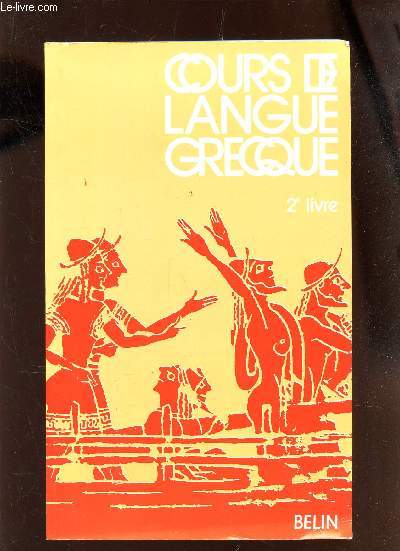 © Le-livre.com
COURS DE
LANGUE
GRECQUE
2e livre
BELIN